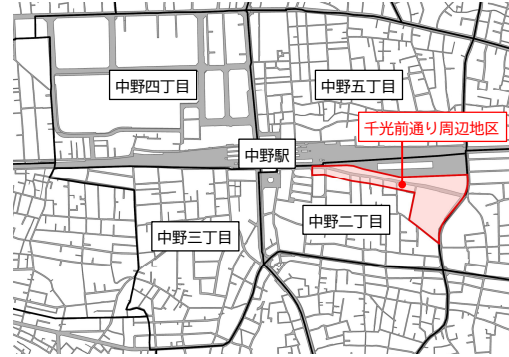 中野四丁目
中野五丁目
千光前通り周辺地区
中野駅
中野二丁目
中野三丁目